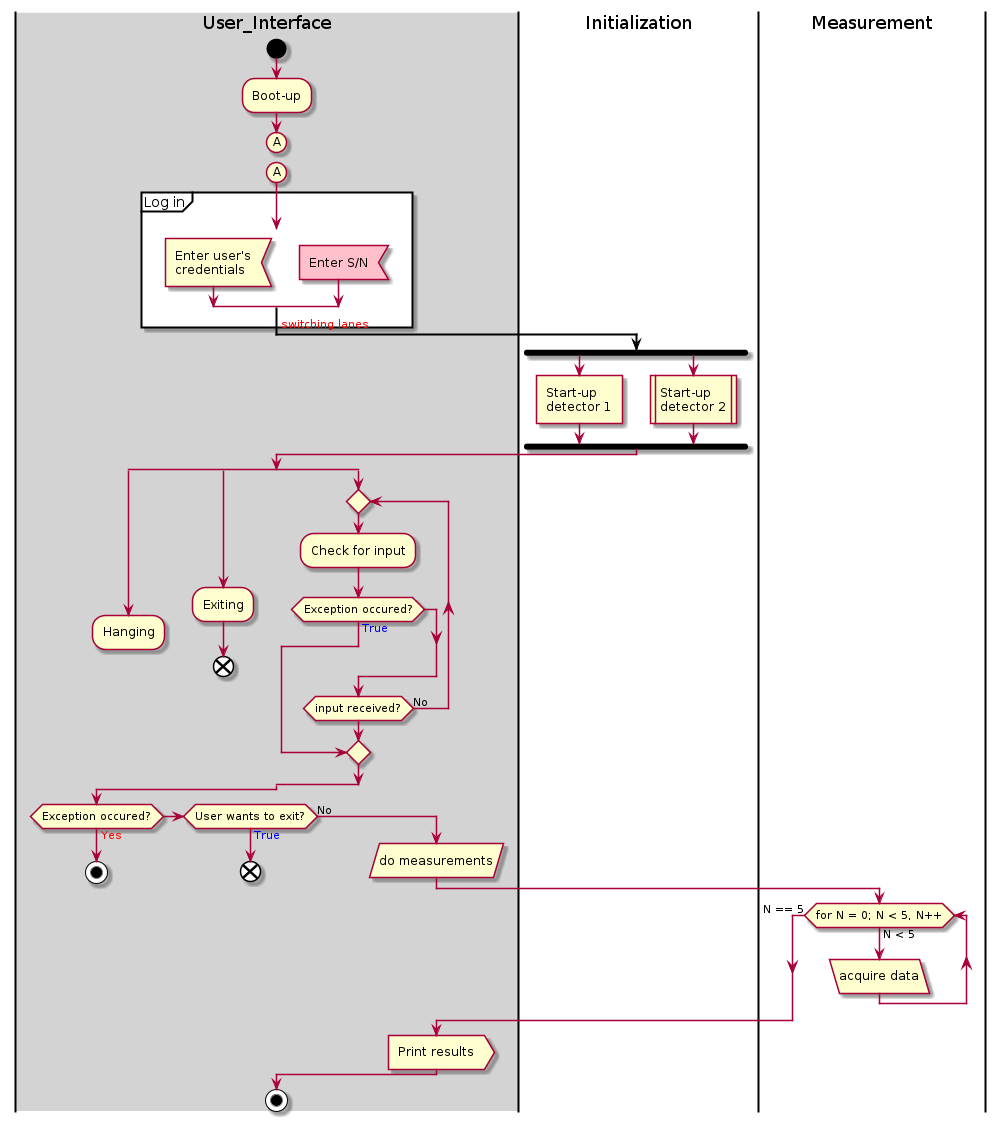 User_Interface
Initialization
Measurement
Boot-up
A
A
Log in
Enter user's
credentials
Enter S/N
switching lanes
Start-up
detector 1
Start-up
detector 2
Check for input
Exiting
Exception occured?
True
Hanging
input received?
No
Exception occured?
Yes
User wants to exit?
True
No
do measurements
N == 5
for N = 0; N < 5, N++
N < 5
acquire data
Print results